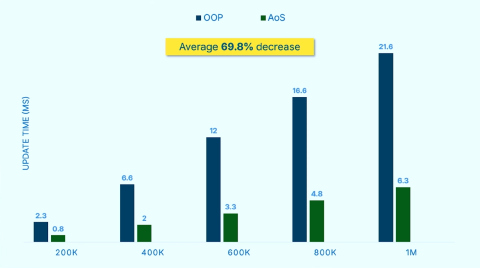 OOP AoS
Average 69.8% decrease
UPDATE TIME (MS)
2.3 0.8 6.6 2 12 3.3 16.6 4.8 21.6 6.3
200K 400K 600K 800K 1M